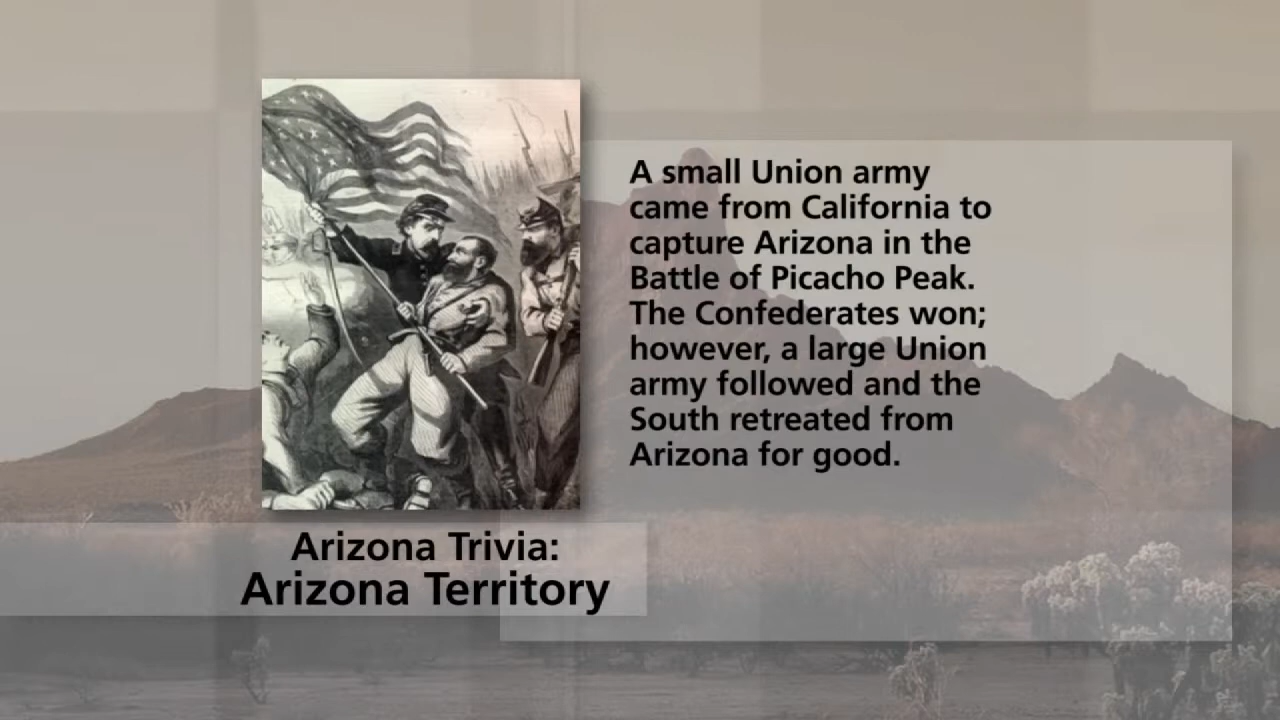 A small Union army
came from California to
capture Arizona in the
Battle of Picacho Peak.
The Confederates won;
however, a large Union
army followed and the
South retreated from
Arizona for good.
Arizona Trivia:
Arizona Territory